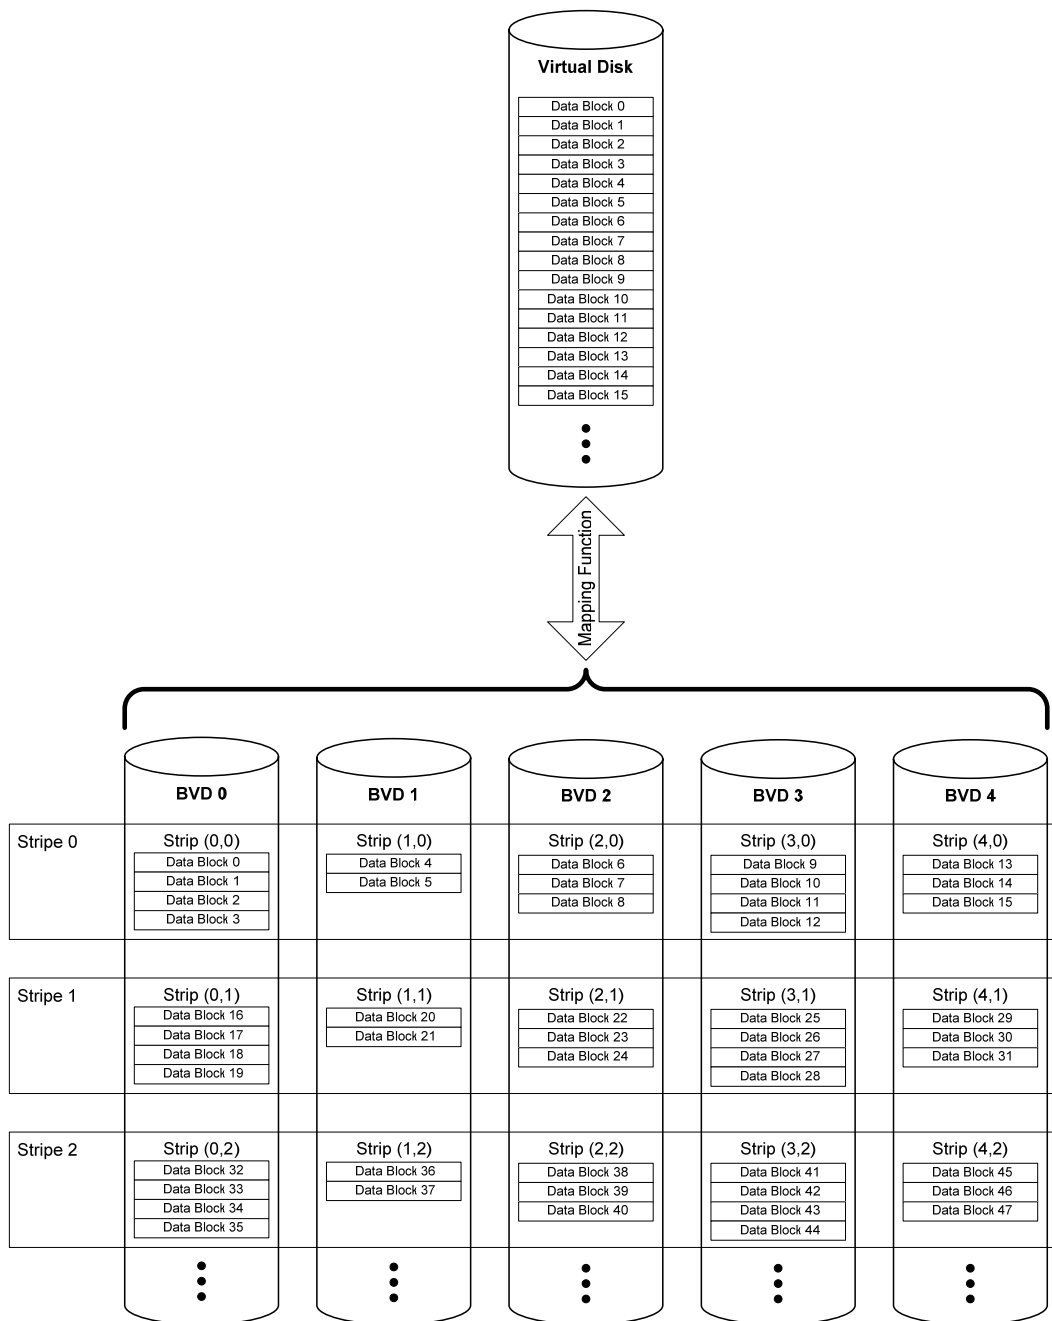 Virtual Disk
Data Block 0
Data Block 1
Data Block 2
Data Block 3
Data Block 4
Data Block 5
Data Block 6
Data Block 7
Data Block 8
Data Block 9
Data Block 10
Data Block 11
Data Block 12
Data Block 13
Data Block 14
Data Block 15
Mapping Function
BVD 0
BVD 1
BVD 2
BVD 3
BVD 4
Stripe 0
Strip (0,0)
Data Block 0
Data Block 1
Data Block 2
Data Block 3
Strip (1,0)
Data Block 4
Data Block 5
Strip (2,0)
Data Block 6
Data Block 7
Data Block 8
Strip (3,0)
Data Block 9
Data Block 10
Data Block 11
Data Block 12
Strip (4,0)
Data Block 13
Data Block 14
Data Block 15
Stripe 1
Strip (0,1)
Data Block 16
Data Block 17
Data Block 18
Data Block 19
Strip (1,1)
Data Block 20
Data Block 21
Strip (2,1)
Data Block 22
Data Block 23
Data Block 24
Strip (3,1)
Data Block 25
Data Block 26
Data Block 27
Data Block 28
Strip (4,1)
Data Block 29
Data Block 30
Data Block 31
Stripe 2
Strip (0,2)
Data Block 32
Data Block 33
Data Block 34
Data Block 35
Strip (1,2)
Data Block 36
Data Block 37
Strip (2,2)
Data Block 38
Data Block 39
Data Block 40
Strip (3,2)
Data Block 41
Data Block 42
Data Block 43
Data Block 44
Strip (4,2)
Data Block 45
Data Block 46
Data Block 47